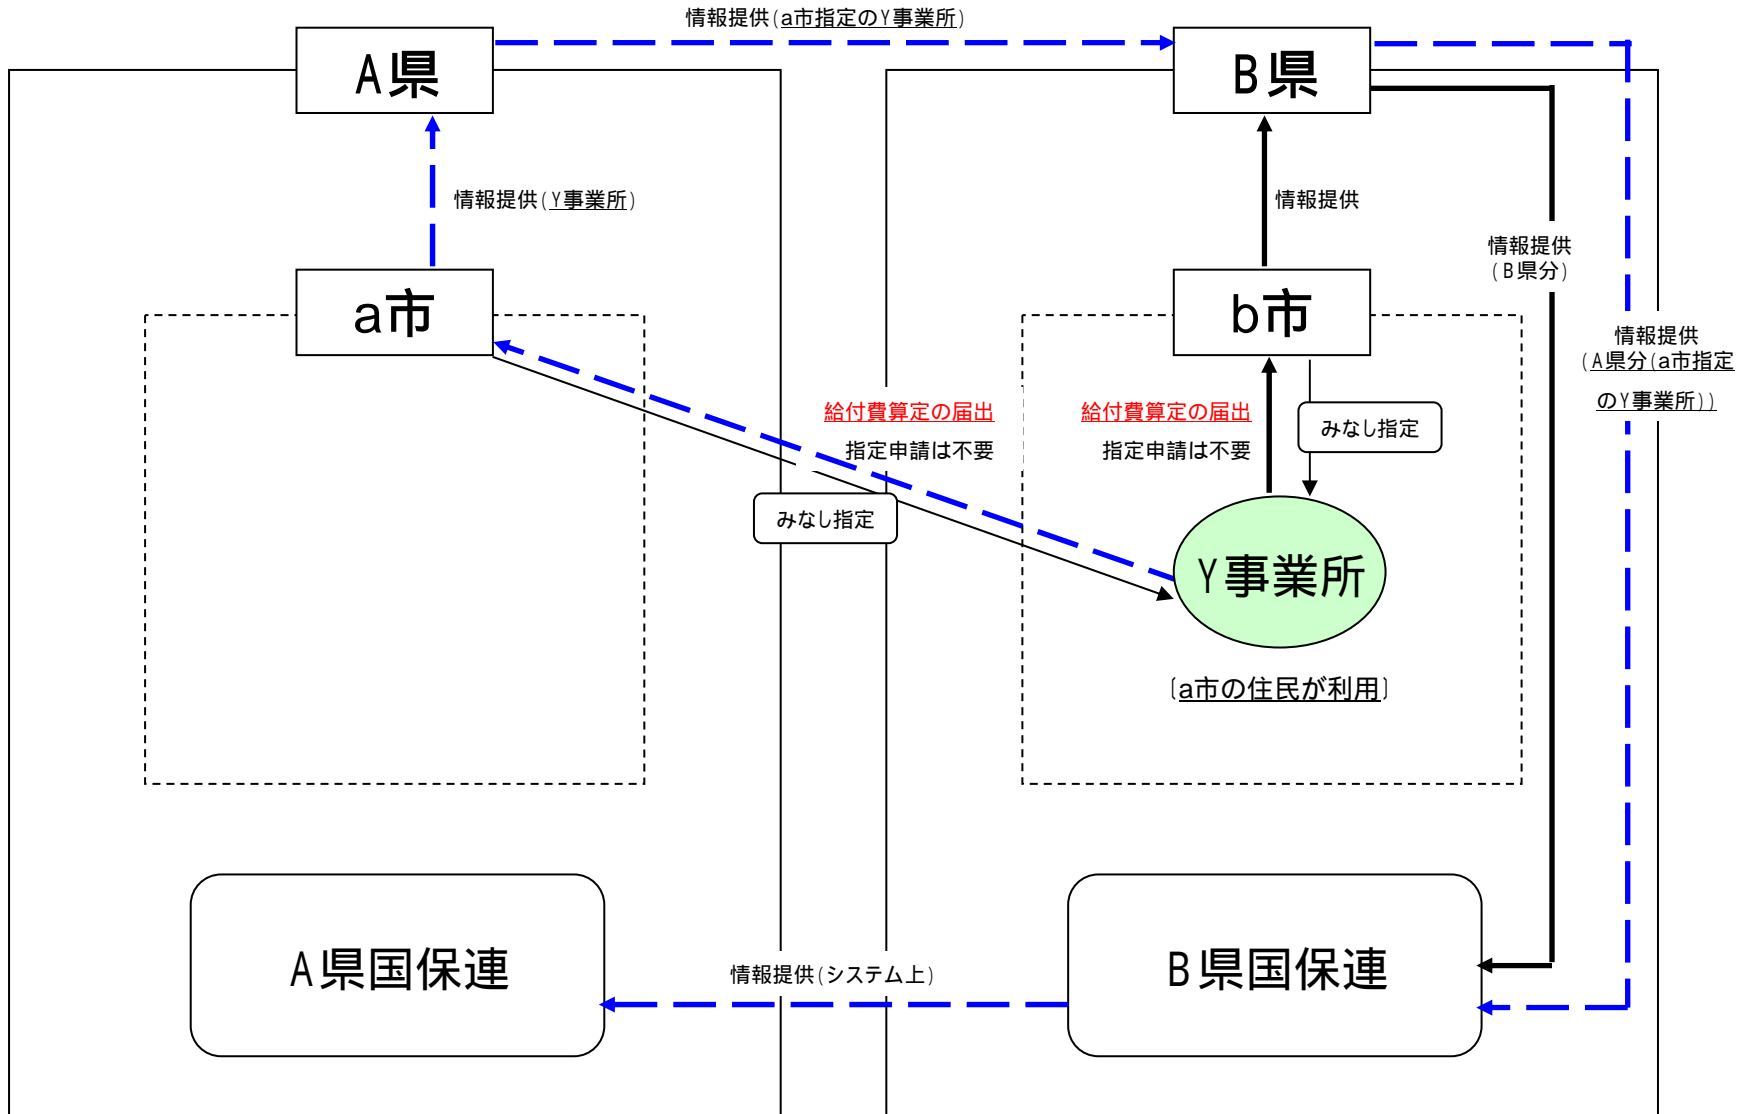 情報提供(a市指定のY事業所)
A県
B県
情報提供(Y事業所)
情報提供
情報提供
(B県分)
a市
b市
情報提供
(A県分(a市指定
のY事業所))
給付費算定の届出
指定申請は不要
給付費算定の届出
指定申請は不要
みなし指定
みなし指定
Y事業所
(a市の住民が利用)
A県国保連
情報提供(システム上)
B県国保連